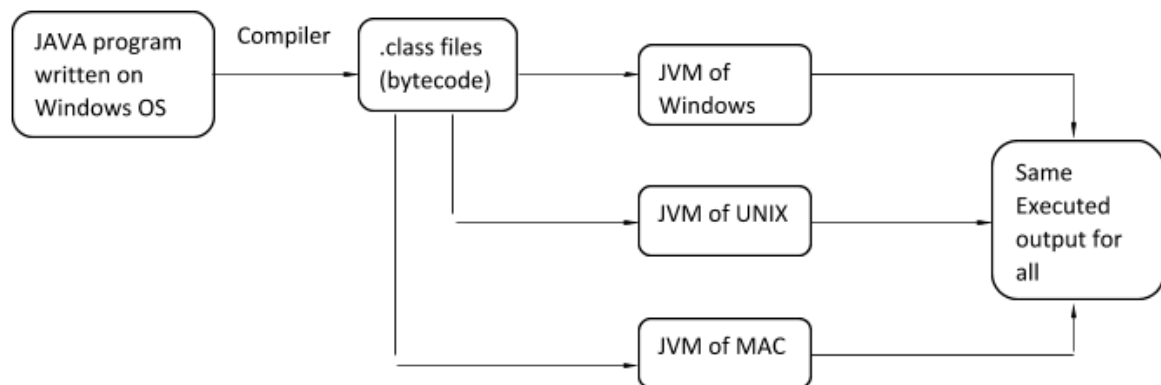 JAVA program
written on
Windows OS
Compiler
.class files
(bytecode)
JVM of
Windows
JVM of UNIX
JVM of MAC
Same
Executed
output for
all